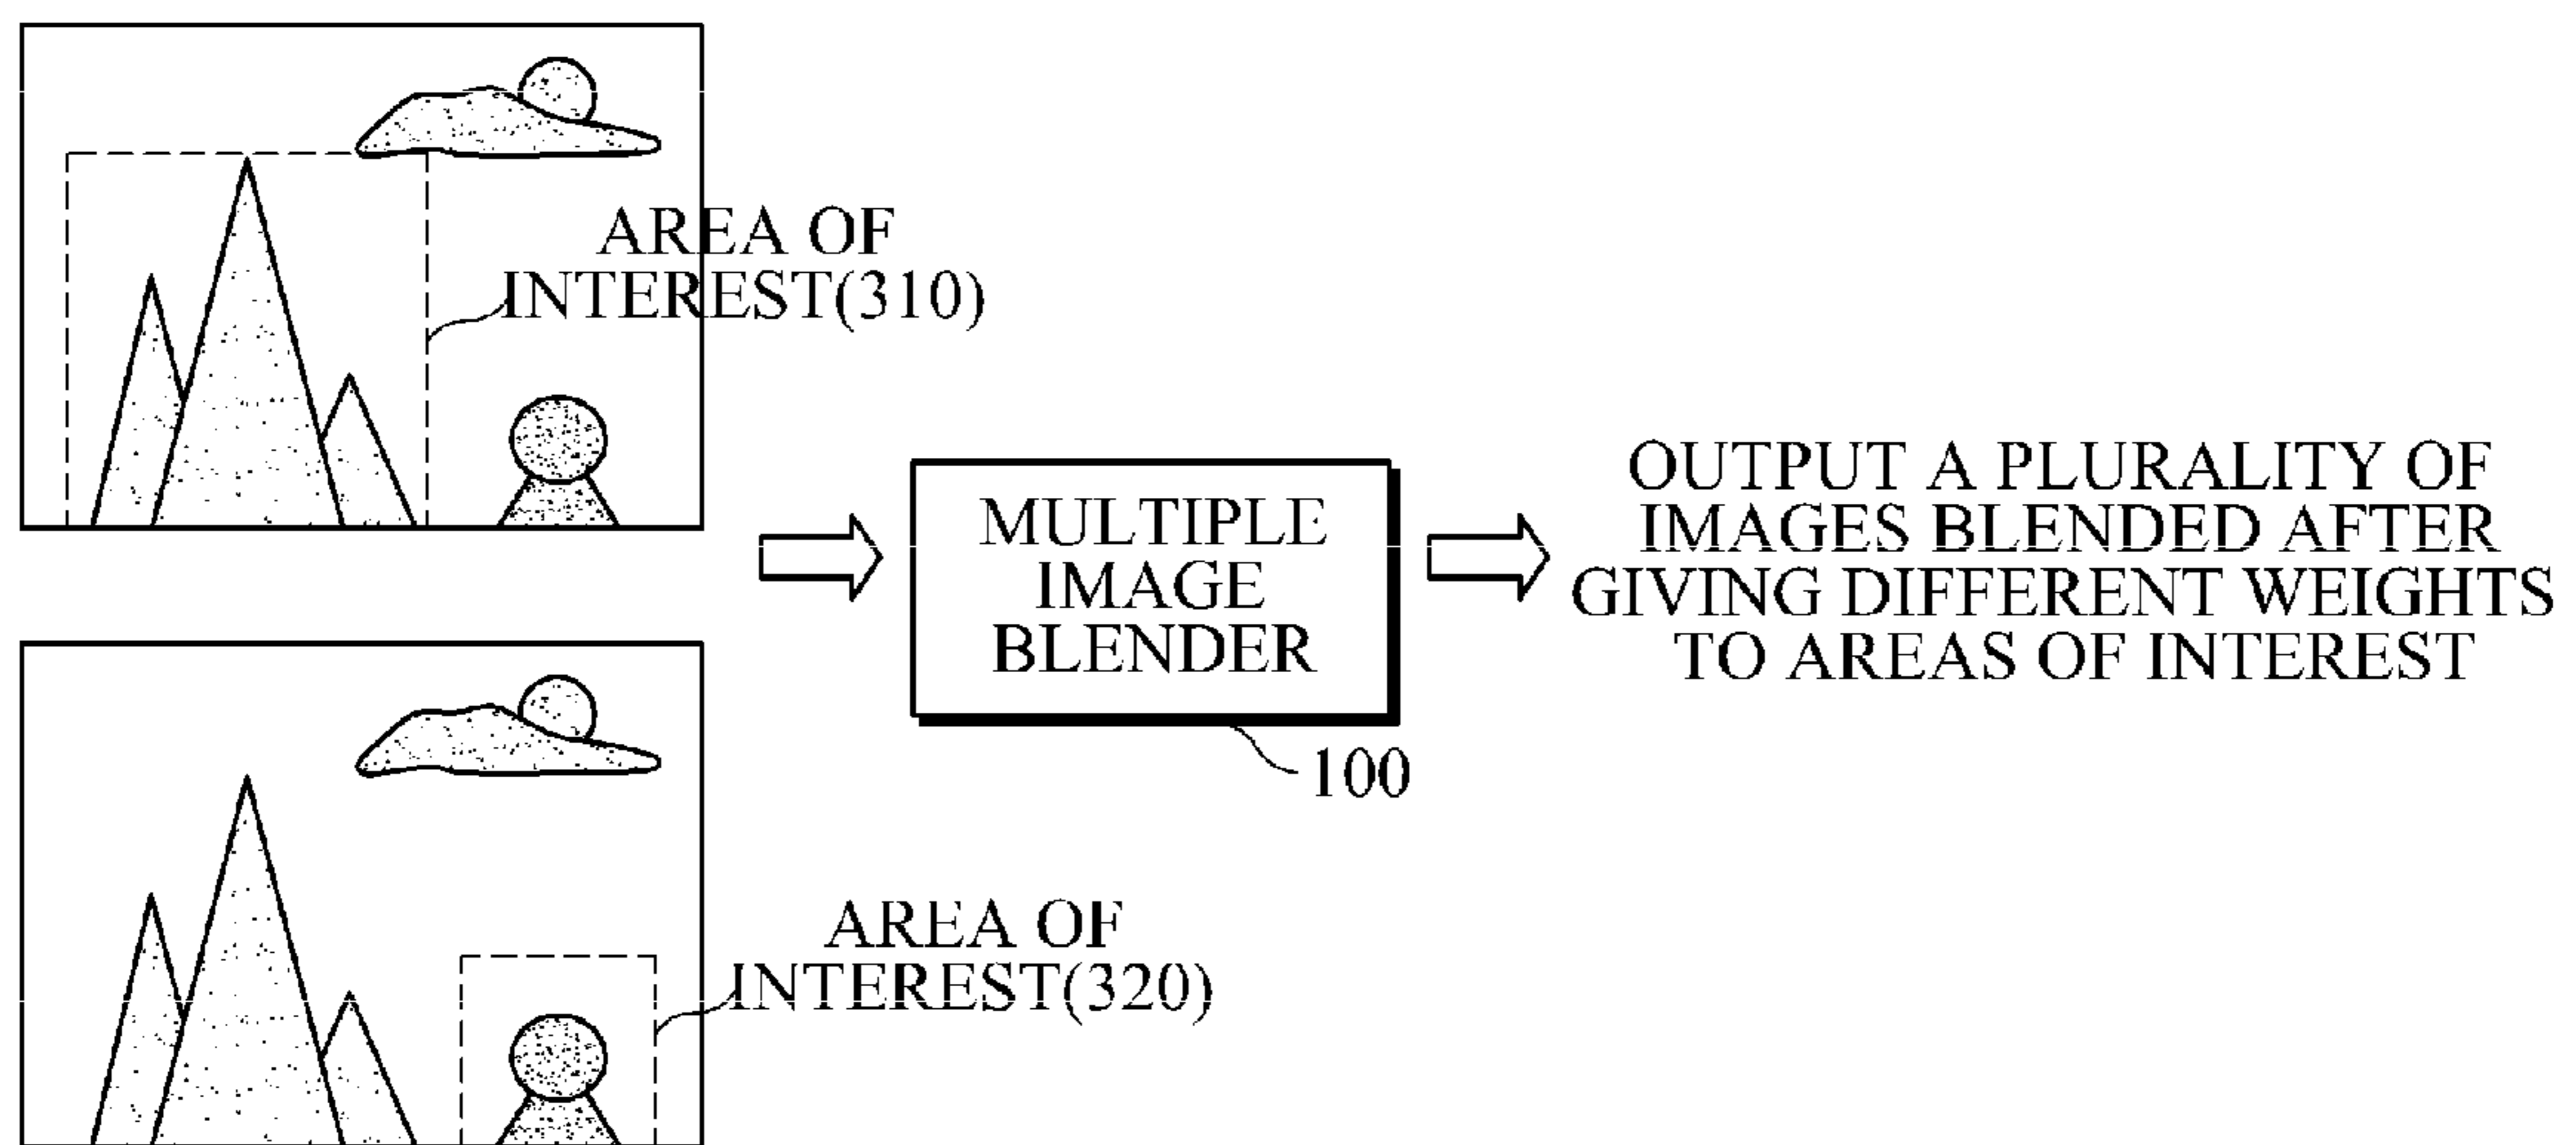 AREA OF
INTEREST(310)
MULTIPLE
IMAGE
BLENDER
100
OUTPUT A PLURALITY OF
IMAGES BLENDED AFTER
GIVING DIFFERENT WEIGHTS
TO AREAS OF INTEREST
AREA OF
INTEREST(320)